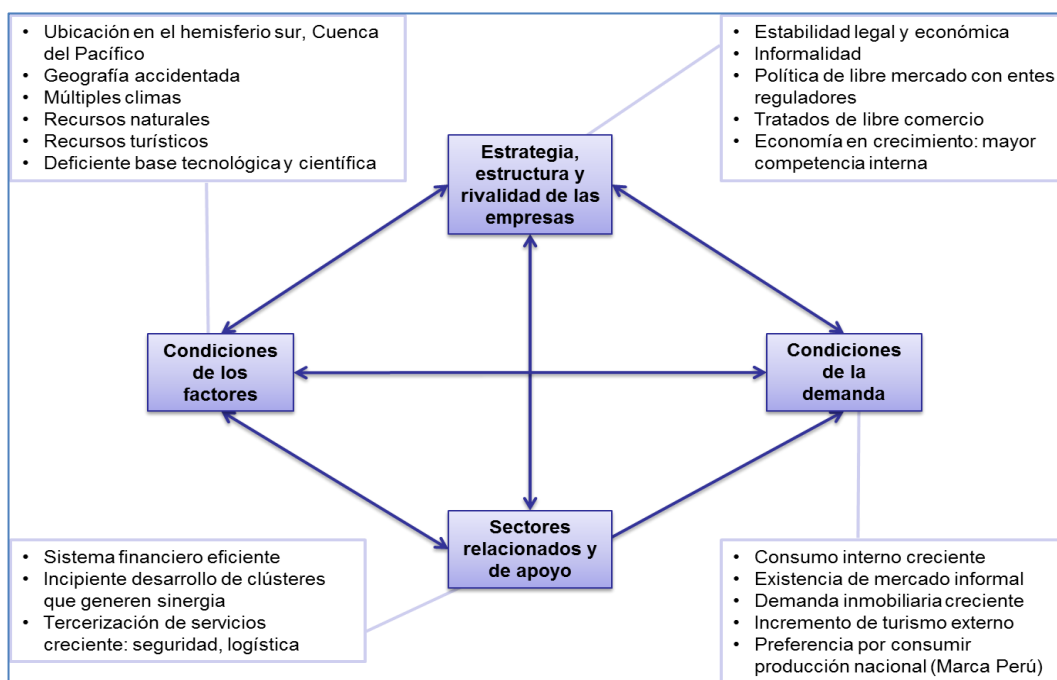 • Ubicación en el hemisferio sur, Cuenca
del Pacífico
• Geografía accidentada
• Múltiples climas
• Recursos naturales
• Recursos turísticos
• Deficiente base tecnológica y científica
• Estabilidad legal y económica
• Informalidad
• Política de libre mercado con entes
reguladores
• Tratados de libre comercio
• Economía en crecimiento: mayor
competencia interna
Estrategia,
estructura y
rivalidad de las
empresas
Condiciones
de los
factores
Condiciones
de la
demanda
Sectores
relacionados y
de apoyo
• Sistema financiero eficiente
• Incipiente desarrollo de clústeres
que generen sinergia
• Tercerización de servicios
creciente: seguridad, logística
• Consumo interno creciente
• Existencia de mercado informal
• Demanda inmobiliaria creciente
• Incremento de turismo externo
• Preferencia por consumir
producción nacional (Marca Perú)